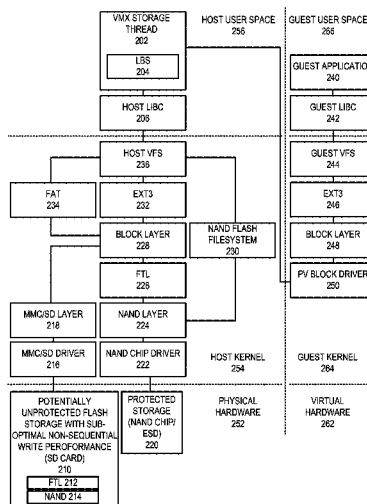 VMX STORAGE
THREAD
202
LBS
204
HOST USER SPACE
256
GUEST USER SPACE
266
GUEST APPLICATION
240
HOST LIBC
206
GUEST LIBC
242
HOST VFS
236
GUEST VFS
244
FAT
234
EXT3
232
EXT3
246
NAND FLASH
FILESYSTEM
230
BLOCK LAYER
228
BLOCK LAYER
248
FTL
226
PV BLOCK DRIVER
250
MMC/SD LAYER
218
NAND LAYER
224
MMC/SD DRIVER
216
NAND CHIP DRIVER
222
HOST KERNEL
254
GUEST KERNEL
264
POTENTIALLY
UNPROTECTED FLASH
STORAGE WITH SUB-
OPTIMAL NON-SEQUENTIAL
WRITE PEROFORMANCE
(SD CARD)
210
FTL 212
NAND 214
PROTECTED
STORAGE
(NAND CHIP/
ESD)
220
PHYSICAL
HARDWARE
252
VIRTUAL
HARDWARE
262